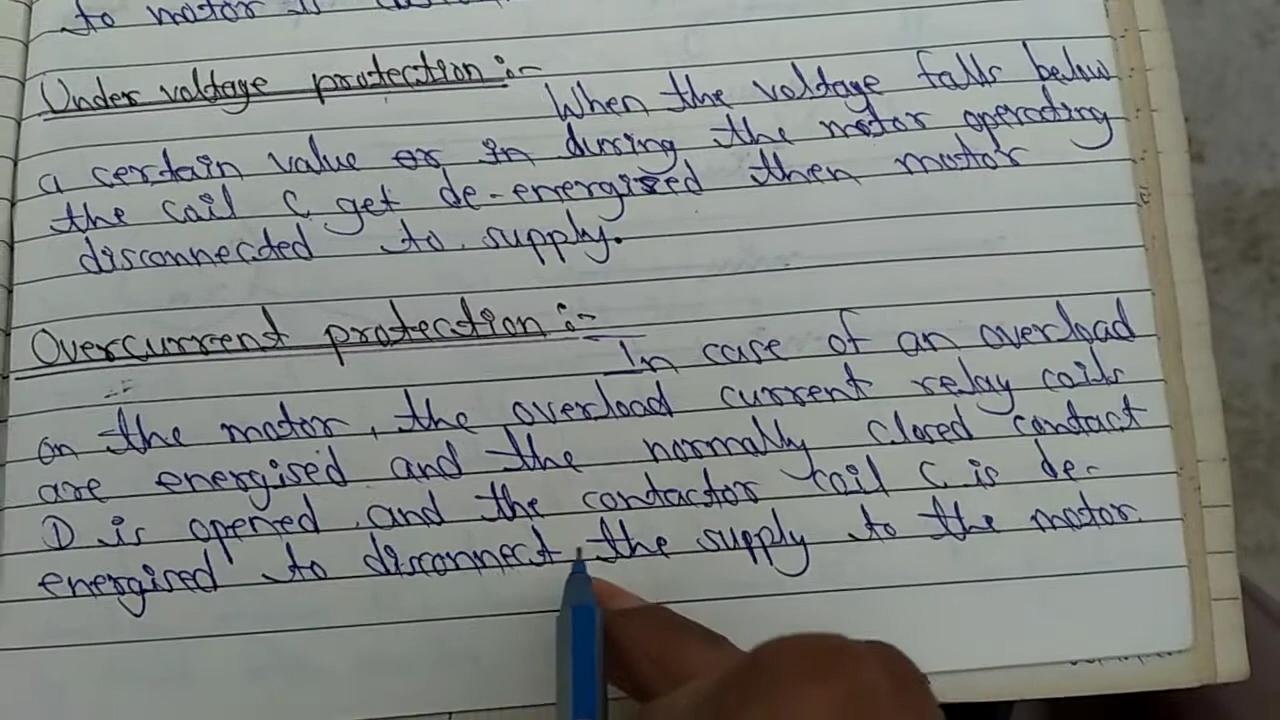 to motor is
Under voltage protection :-
When the voltage falls below
a certain value or in during the motor operating
the coil C get de-energised then motor
disconnected to supply.
Overcurrent protection :-
In case of an overload
on the motor, the overload current relay coils
are energised and the normally closed contact
D is opened and the contactor coil C is de-
energised to disconnect the supply to the motor.